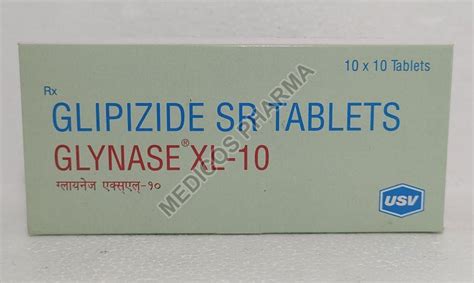 10 x 10 Tablets
Rx
GLIPIZIDE SR TABLETS
GLYNASE® XL-10
ग्लायनेज एक्सएल-१०
USV
MEDICOS PHARMA